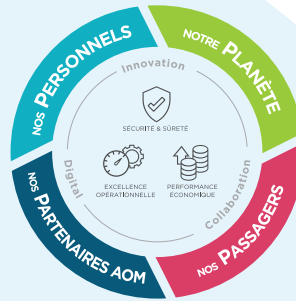 NOS PERSONNELS
NOTRE PLANÈTE
Innovation
SÉCURITÉ & SÛRETÉ
EXCELLENCE
OPÉRATIONNELLE
PERFORMANCE
ÉCONOMIQUE
Digital
Collaboration
NOS PARTENAIRES AOM
NOS PASSAGERS